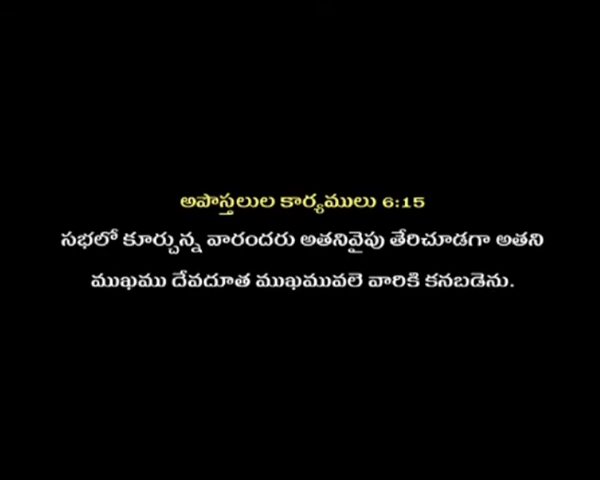 అపొస్తలుల కార్యములు 6:15
సభలో కూర్చున్న వారందరు అతనివైపు తేరిచూడగా అతని
ముఖము దేవదూత ముఖమువలె వారికి కనబడెను.